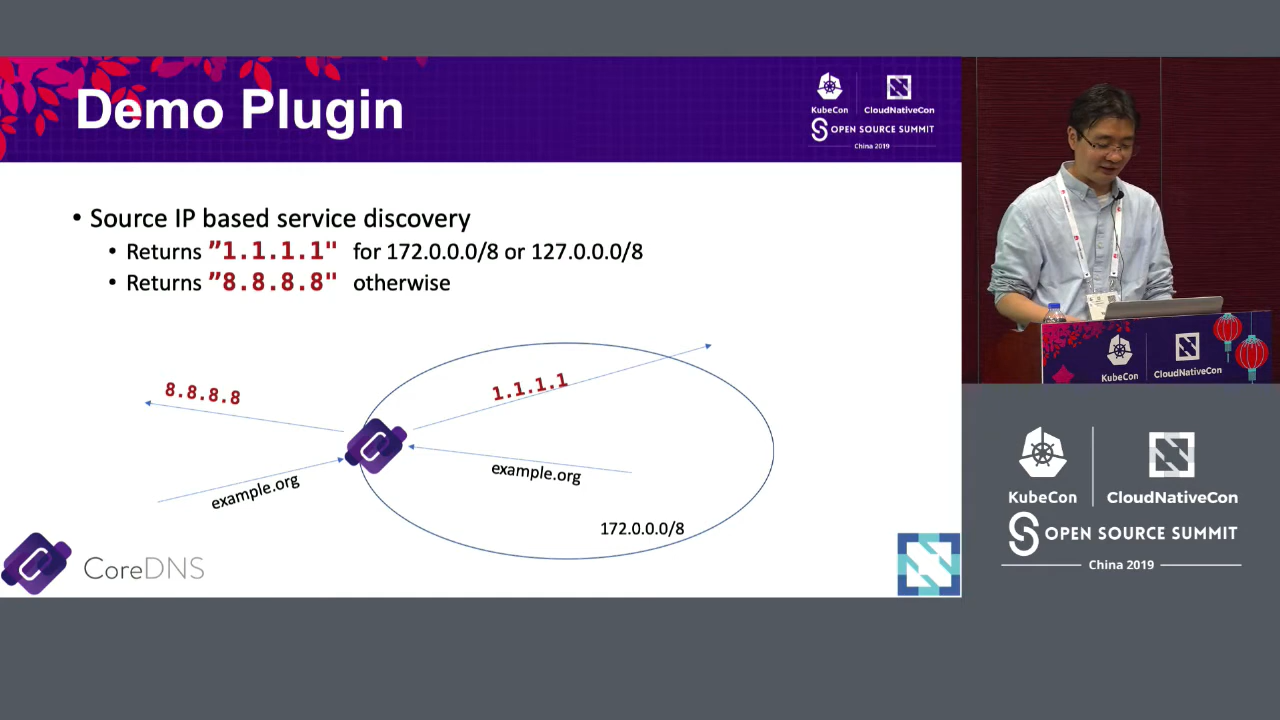 Demo Plugin
KubeCon
CloudNativeCon
OPEN SOURCE SUMMIT
China 2019
• Source IP based service discovery
• Returns ”1.1.1.1" for 172.0.0.0/8 or 127.0.0.0/8
• Returns ”8.8.8.8" otherwise
8.8.8.8
1.1.1.1
example.org
example.org
172.0.0.0/8
CoreDNS
KubeCon
CloudNativeCon
KubeCon
CloudNativeCon
OPEN SOURCE SUMMIT
China 2019